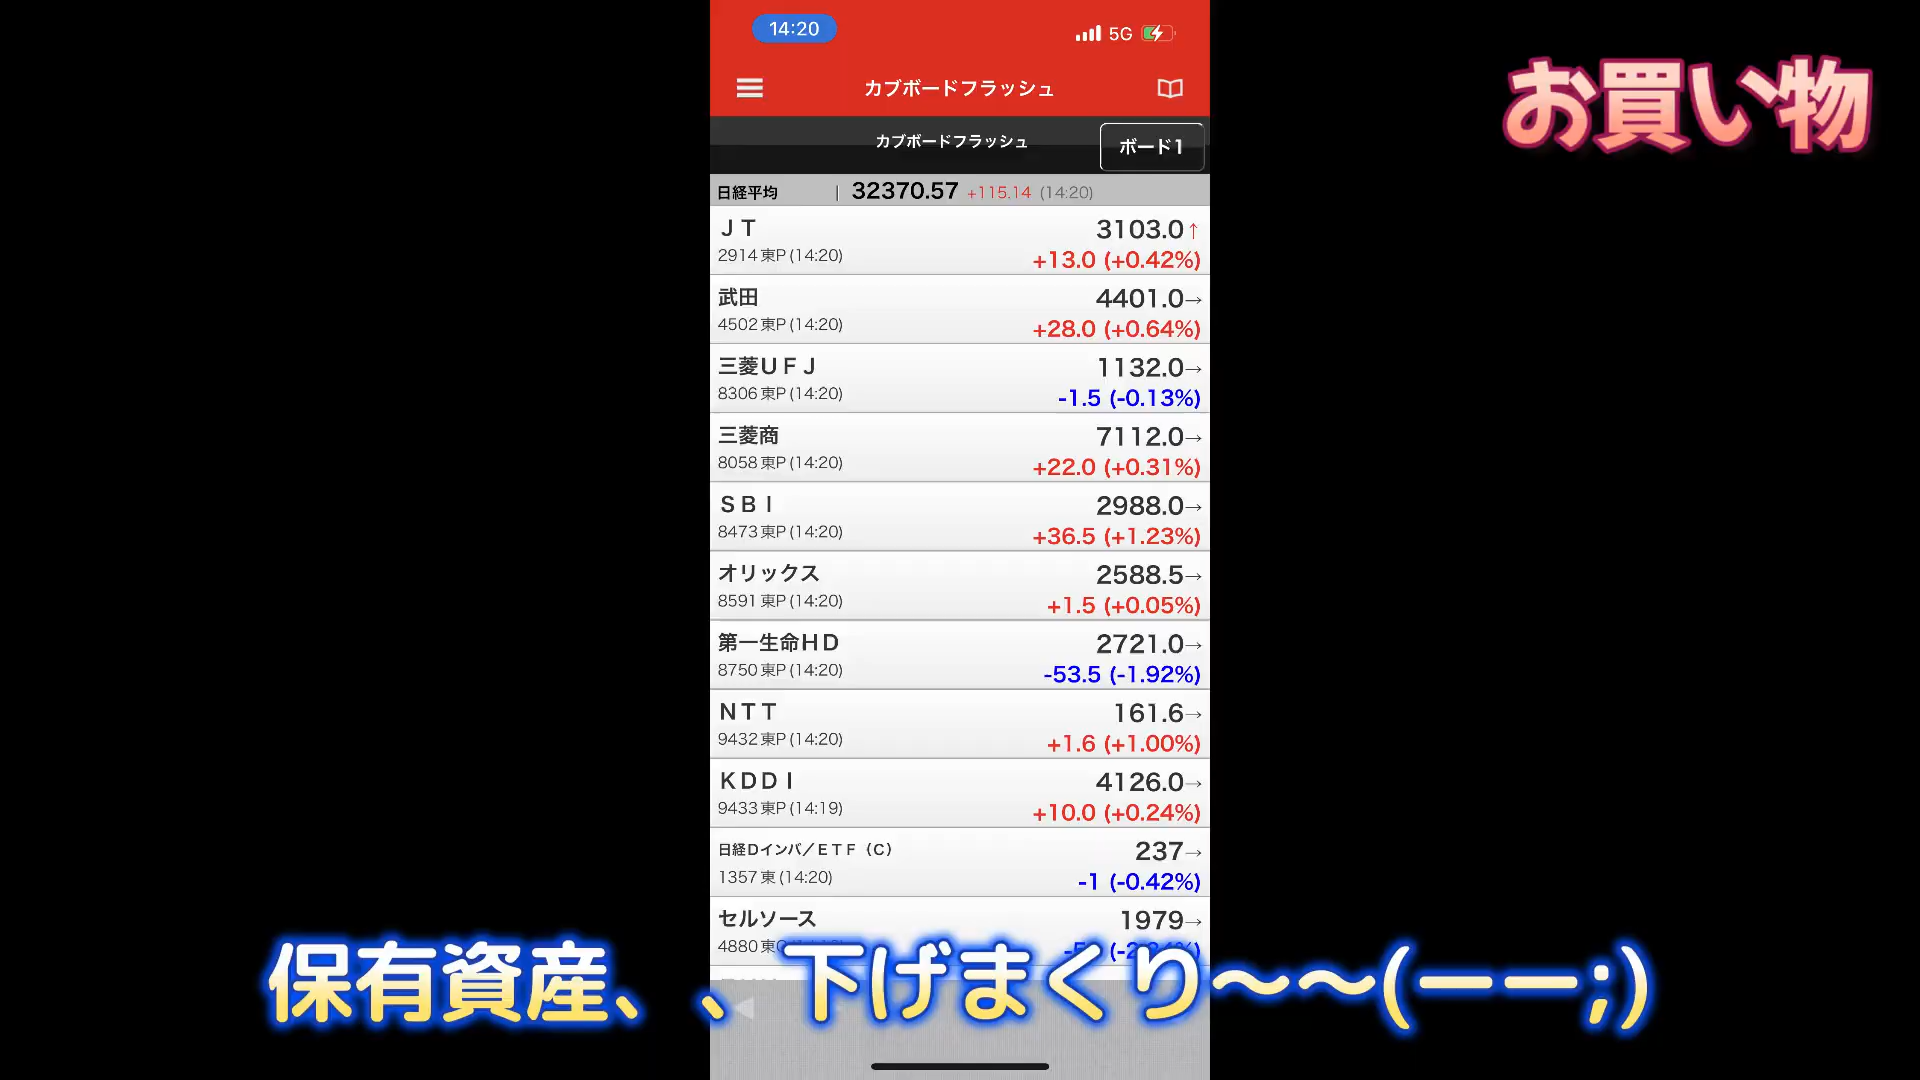 14:20
5G
お買い物
カブボードフラッシュ
カブボードフラッシュ
ボード1
日経平均 | 32370.57 +115.14 (14:20)
ＪＴ 3103.0↑
2914 東P (14:20) +13.0 (+0.42%)
武田 4401.0→
4502 東P (14:20) +28.0 (+0.64%)
三菱ＵＦＪ 1132.0→
8306 東P (14:20) -1.5 (-0.13%)
三菱商 7112.0→
8058 東P (14:20) +22.0 (+0.31%)
ＳＢＩ 2988.0→
8473 東P (14:20) +36.5 (+1.23%)
オリックス 2588.5→
8591 東P (14:20) +1.5 (+0.05%)
第一生命ＨＤ 2721.0→
8750 東P (14:20) -53.5 (-1.92%)
ＮＴＴ 161.6→
9432 東P (14:20) +1.6 (+1.00%)
ＫＤＤＩ 4126.0→
9433 東P (14:19) +10.0 (+0.24%)
日経Ｄインバ／ＥＴＦ（Ｃ） 237→
1357 東 (14:20) -1 (-0.42%)
セルソース 1979→
4880
保有資産、、下げまくり～～(ーー;)